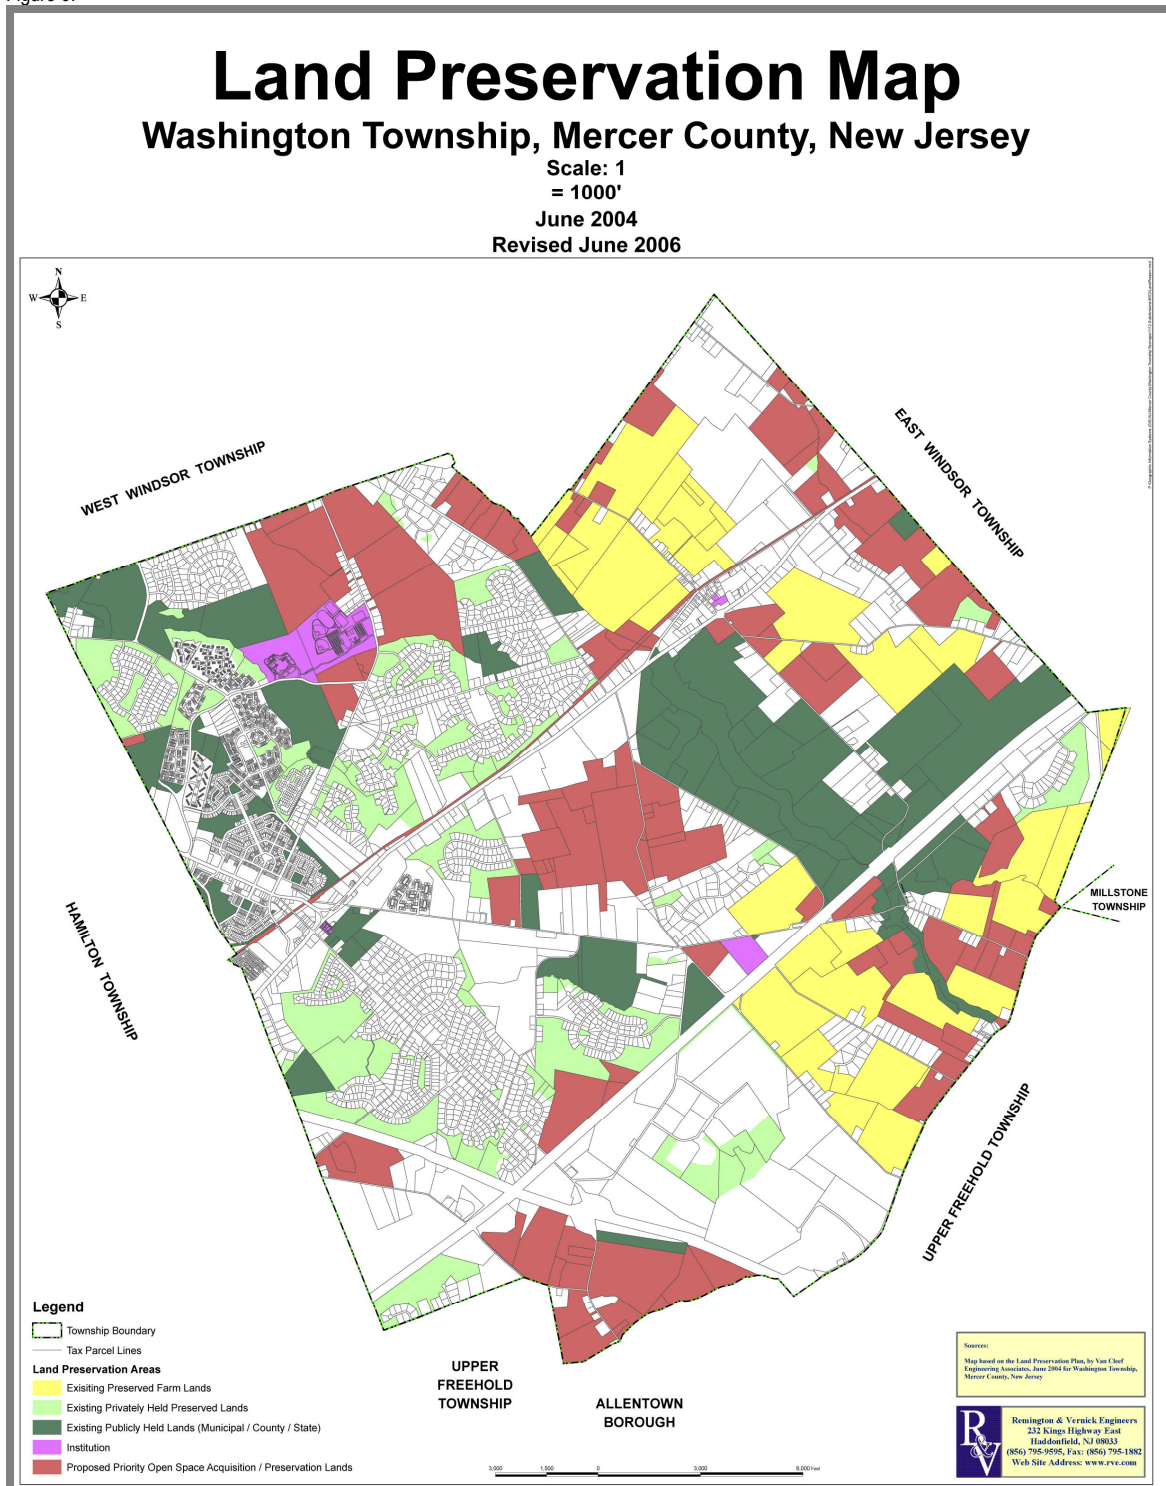 Land Preservation Map
Washington Township, Mercer County, New Jersey
Scale: 1
= 1000'
June 2004
Revised June 2006
N
W E
S
WEST WINDSOR TOWNSHIP
EAST WINDSOR TOWNSHIP
MILLSTONE
TOWNSHIP
HAMILTON TOWNSHIP
UPPER FREEHOLD TOWNSHIP
UPPER
FREEHOLD
TOWNSHIP
ALLENTOWN
BOROUGH
Legend
Township Boundary
Tax Parcel Lines
Land Preservation Areas
Exisiting Preserved Farm Lands
Existing Privately Held Preserved Lands
Existing Publicly Held Lands (Municipal / County / State)
Institution
Proposed Priority Open Space Acquisition / Preservation Lands
3,000 1,500 0 3,000 6,000 Feet
Sources:
Map based on the Land Preservation Plan, by Van Cleef
Engineering Associates, June 2004 for Washington Township,
Mercer County, New Jersey
R&V
Remington & Vernick Engineers
232 Kings Highway East
Haddonfield, NJ 08033
(856) 795-9595, Fax: (856) 795-1882
Web Site Address: www.rve.com